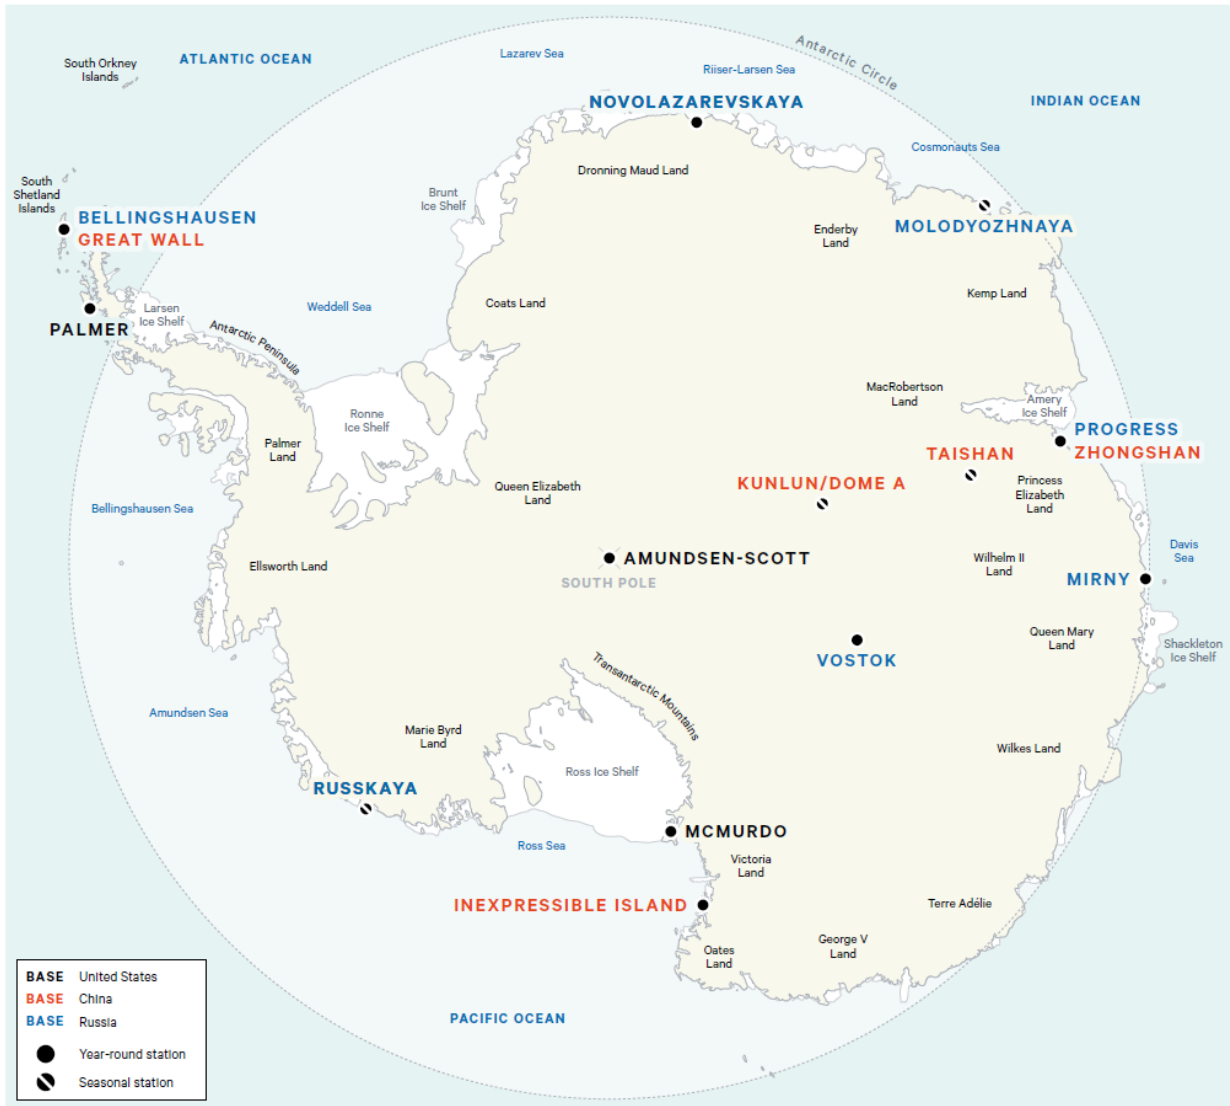 Lazarev Sea
Antarctic Circle
ATLANTIC OCEAN
South Orkney
Islands
Riiser-Larsen Sea
NOVOLAZAREVSKAYA
INDIAN OCEAN
Cosmonauts Sea
Dronning Maud Land
South
Shetland
Islands
Brunt
Ice Shelf
BELLINGSHAUSEN
GREAT WALL
MOLODYOZHNAYA
Enderby
Land
Kemp Land
Weddell Sea
Coats Land
Larsen
Ice Shelf
PALMER
Antarctic Peninsula
MacRobertson
Land
Amery
Ice Shelf
Ronne
Ice Shelf
PROGRESS
ZHONGSHAN
Palmer
Land
TAISHAN
KUNLUN/DOME A
Princess
Elizabeth
Land
Queen Elizabeth
Land
Bellingshausen Sea
Davis
Sea
AMUNDSEN-SCOTT
SOUTH POLE
Ellsworth Land
Wilhelm II
Land
MIRNY
Queen Mary
Land
Shackleton
Ice Shelf
VOSTOK
Transantarctic Mountains
Amundsen Sea
Marie Byrd
Land
Wilkes Land
Ross Ice Shelf
RUSSKAYA
MCMURDO
Ross Sea
Victoria
Land
INEXPRESSIBLE ISLAND
Terre Adélie
George V
Land
Oates
Land
PACIFIC OCEAN
BASE United States
BASE China
BASE Russia
Year-round station
Seasonal station